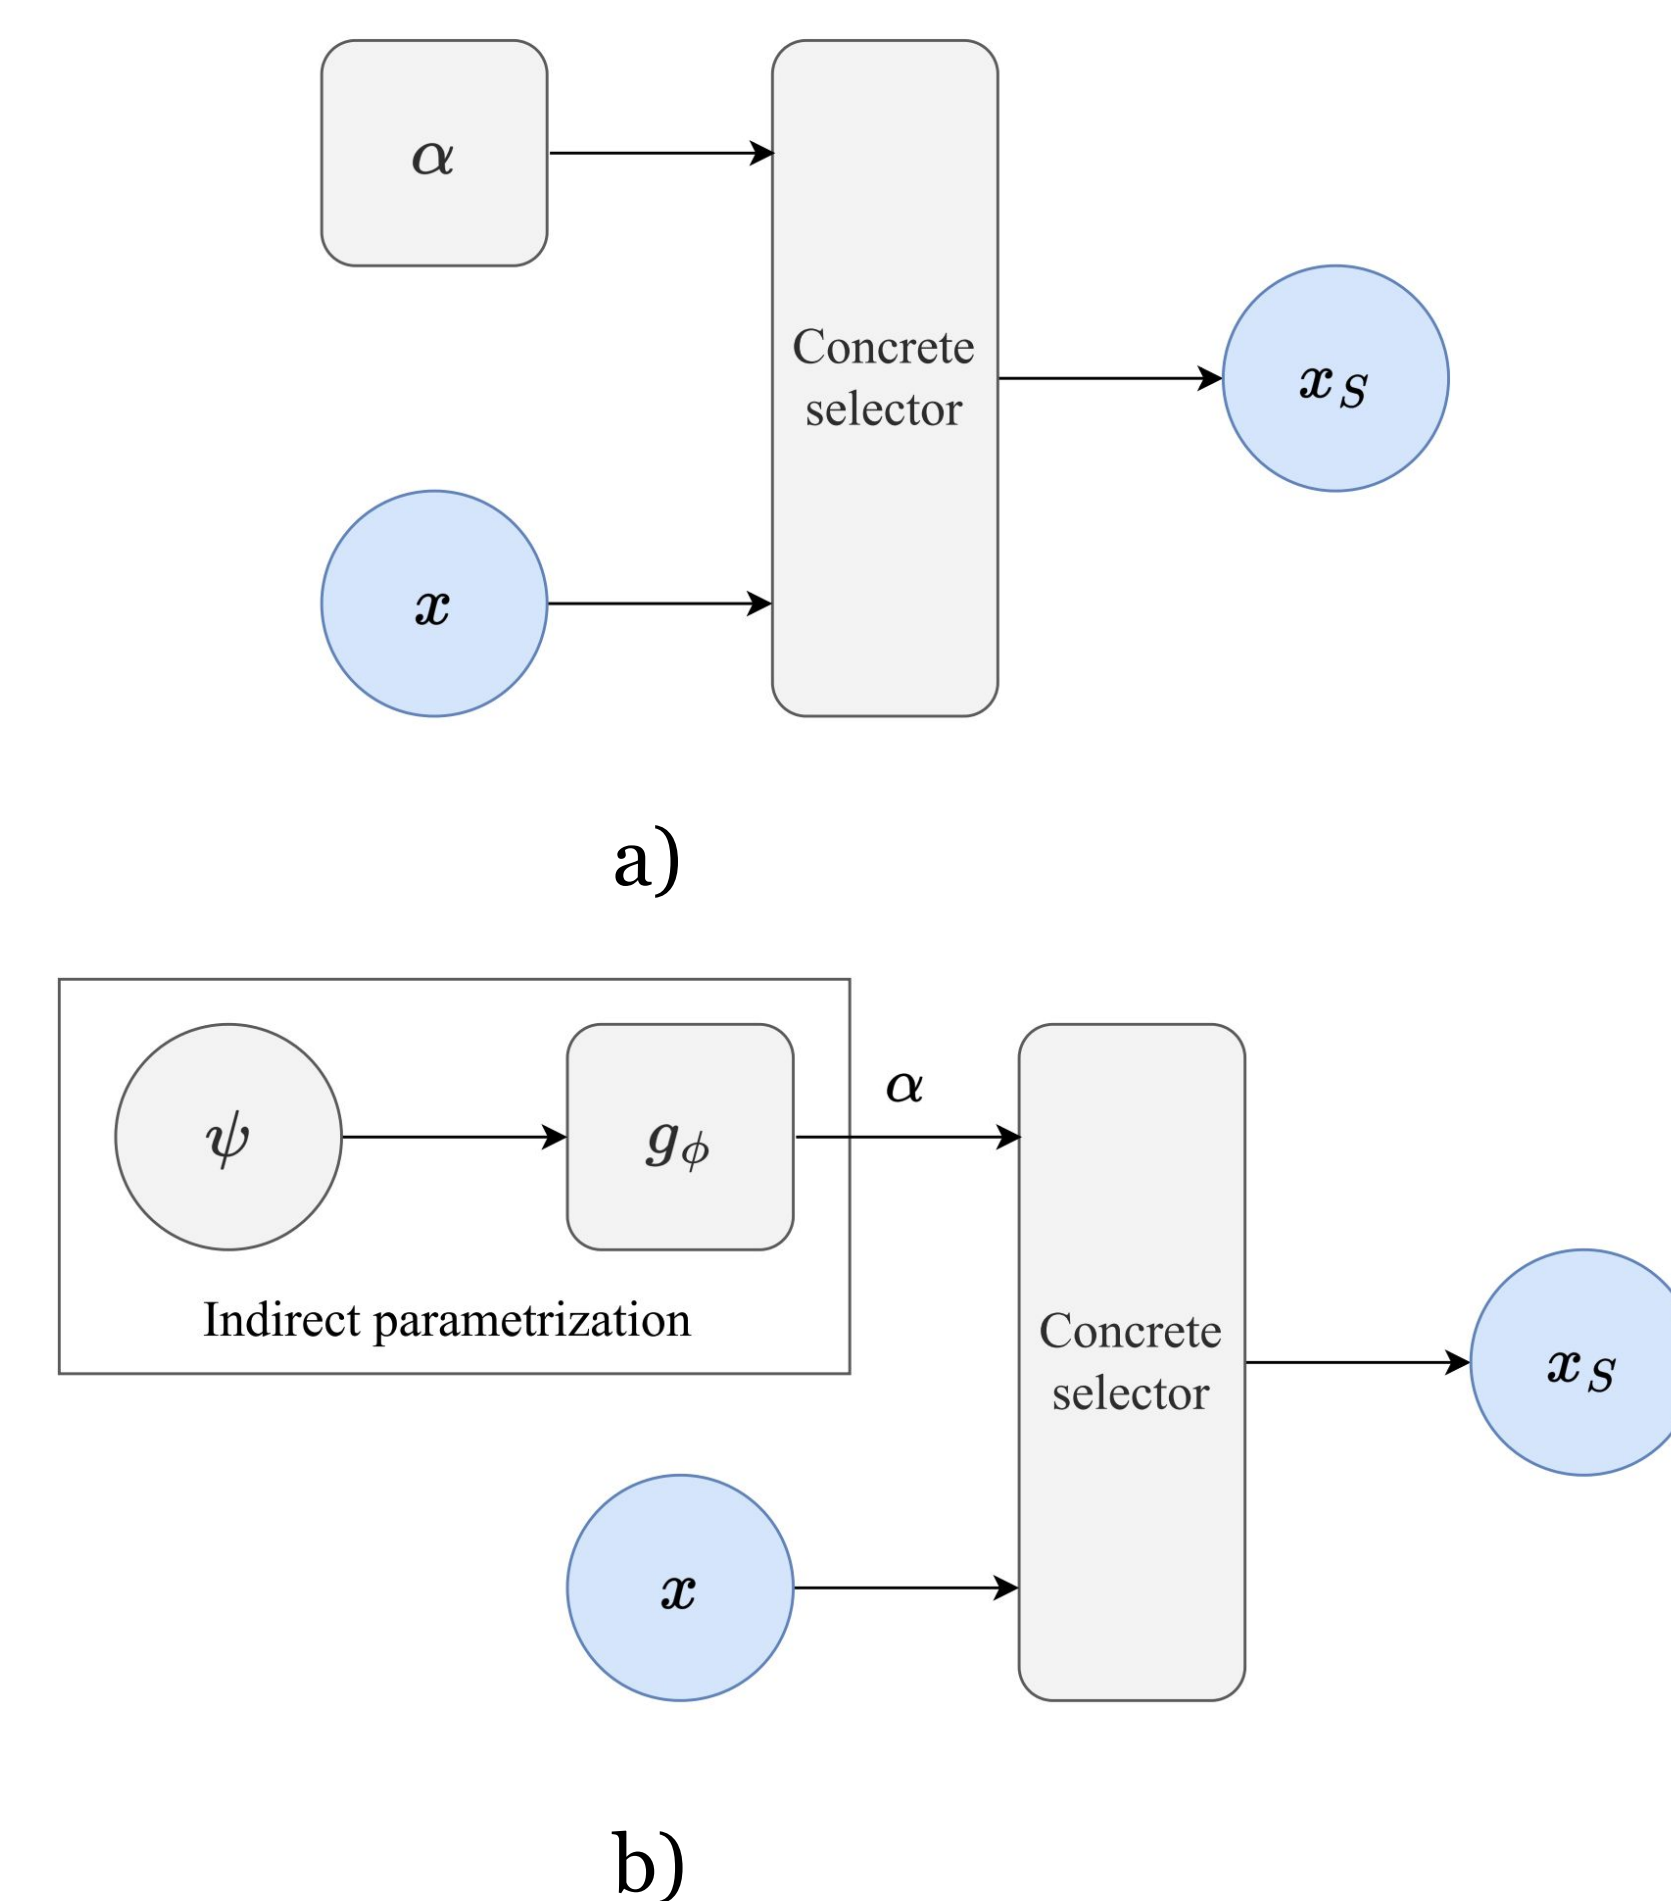 α
Concrete
selector
x_S
x
a)
ψ
g_ϕ
α
Indirect parametrization
Concrete
selector
x_S
x
b)